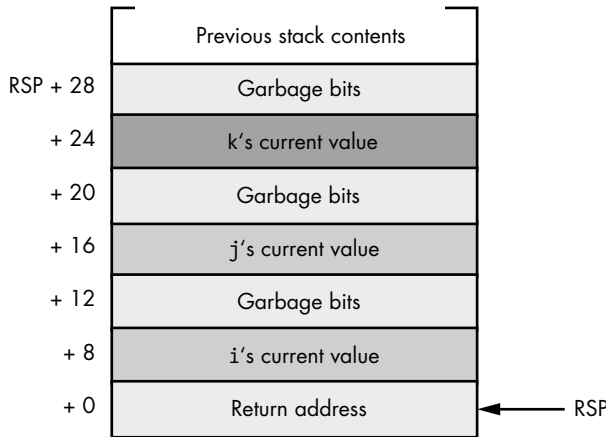 Previous stack contents
RSP + 28 Garbage bits
+ 24 k‘s current value
+ 20 Garbage bits
+ 16 j‘s current value
+ 12 Garbage bits
+ 8 i‘s current value
+ 0 Return address RSP